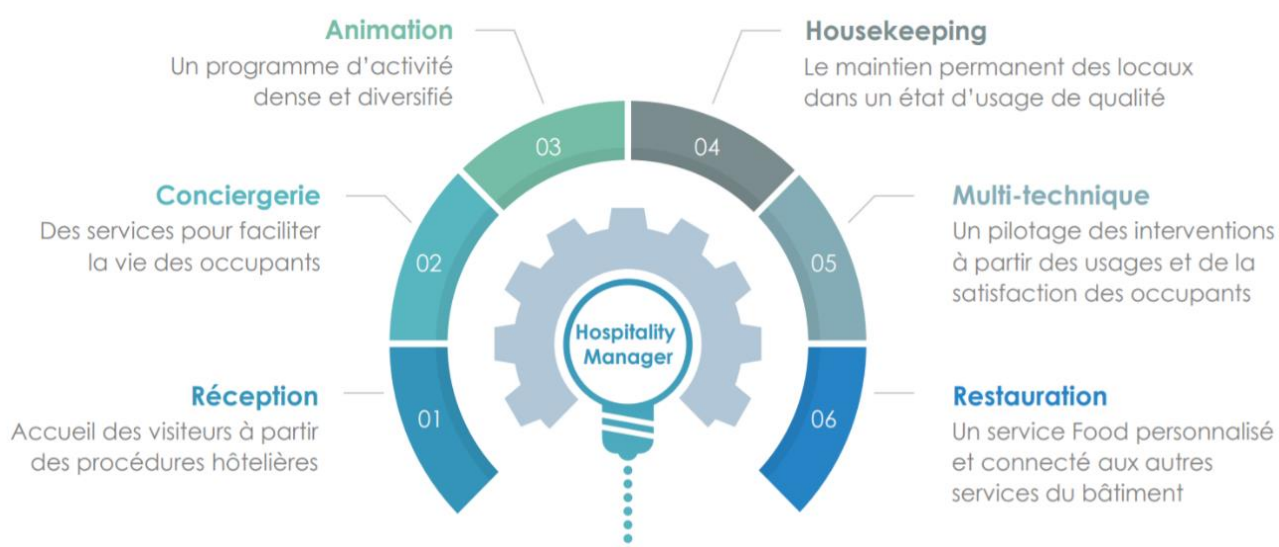 Animation
Un programme d'activité
dense et diversifié
Housekeeping
Le maintien permanent des locaux
dans un état d'usage de qualité
03
04
Conciergerie
Des services pour faciliter
la vie des occupants
02
Multi-technique
Un pilotage des interventions
à partir des usages et de la
satisfaction des occupants
05
Hospitality
Manager
Réception
Accueil des visiteurs à partir
des procédures hôtelières
01
Restauration
Un service Food personnalisé
et connecté aux autres
services du bâtiment
06